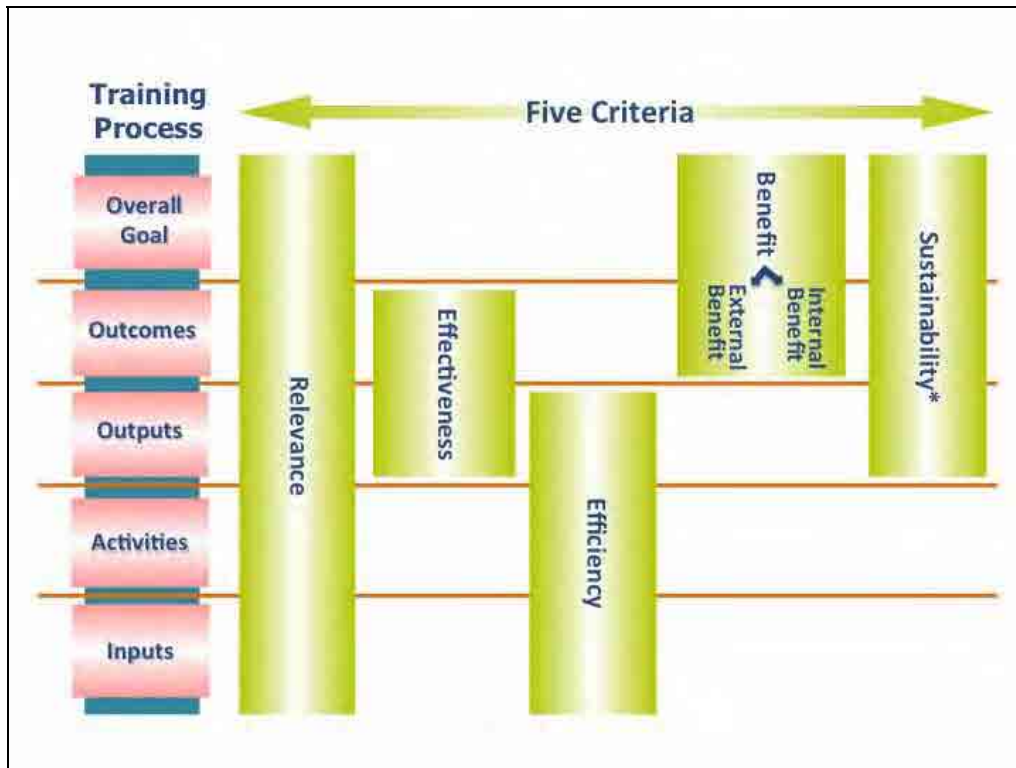 Training
Process
Five Criteria
Overall
Goal
Outcomes
Outputs
Activities
Inputs
Relevance
Effectiveness
Efficiency
Benefit
Internal
Benefit
External
Benefit
Sustainability*